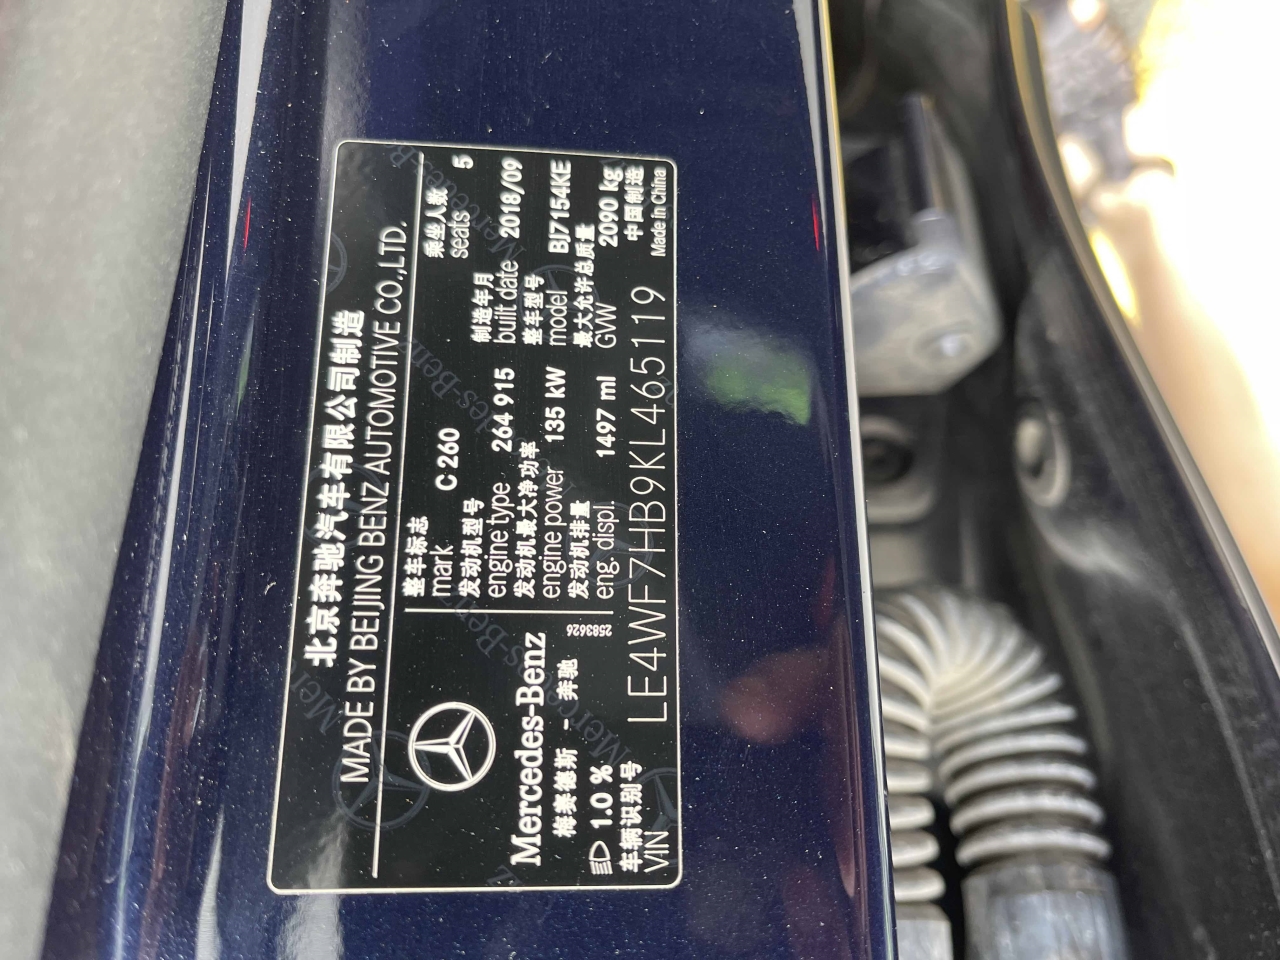 北京奔驰汽车有限公司制造
MADE BY BEIJING BENZ AUTOMOTIVE CO.,LTD.
整车标志
mark C 260
乘坐人数
seats 5
发动机型号
engine type 264 915
制造年月
built date 2018/09
发动机最大净功率
engine power 135 kW
整车型号
model BJ7154KE
发动机排量
eng. displ. 1497 ml
最大允许总质量
GVW 2090 kg
Mercedes-Benz
梅赛德斯 - 奔驰
2583626
1.0 %
车辆识别号
VIN LE4WF7HB9KL465119
中国制造
Made in China